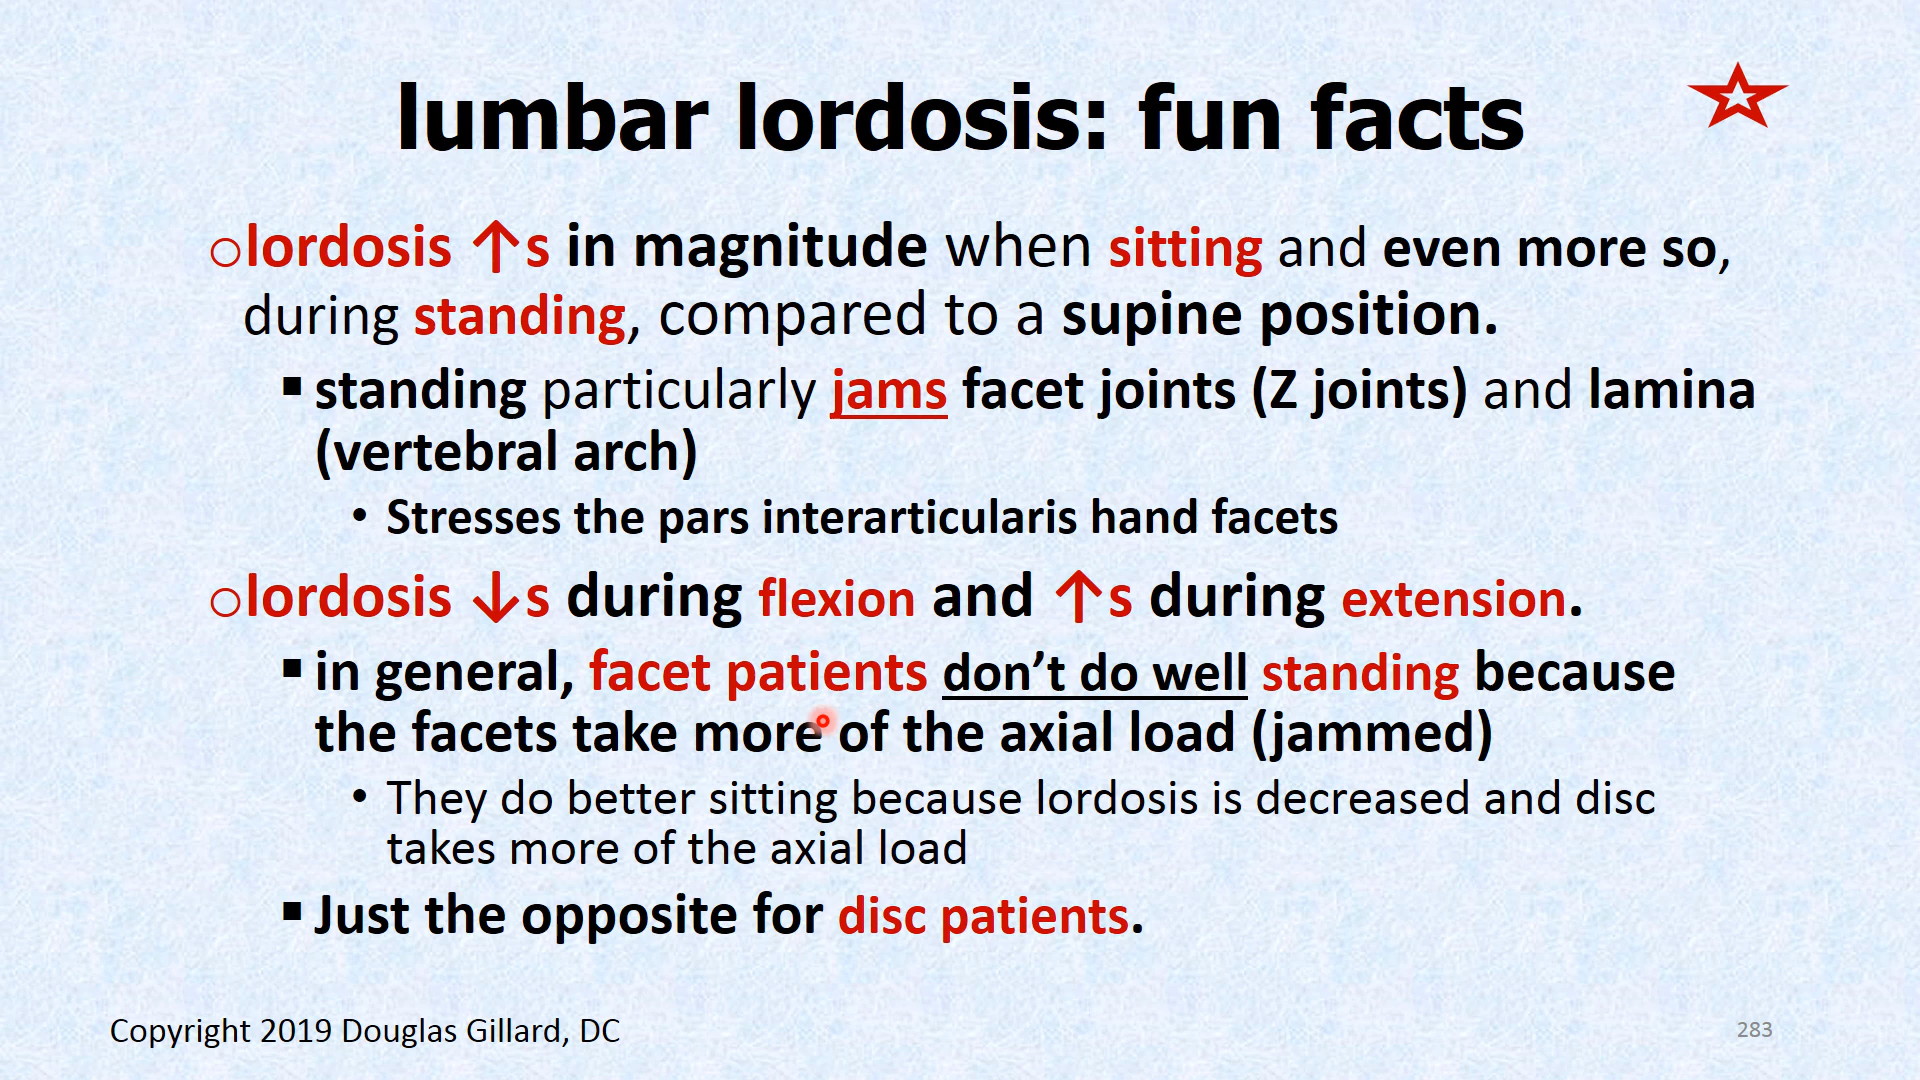 lumbar lordosis: fun facts
lordosis ↑s in magnitude when sitting and even more so,
during standing, compared to a supine position.
standing particularly jams facet joints (Z joints) and lamina
(vertebral arch)
• Stresses the pars interarticularis hand facets
lordosis ↓s during flexion and ↑s during extension.
in general, facet patients don’t do well standing because
the facets take more of the axial load (jammed)
• They do better sitting because lordosis is decreased and disc
takes more of the axial load
Just the opposite for disc patients.
Copyright 2019 Douglas Gillard, DC
283